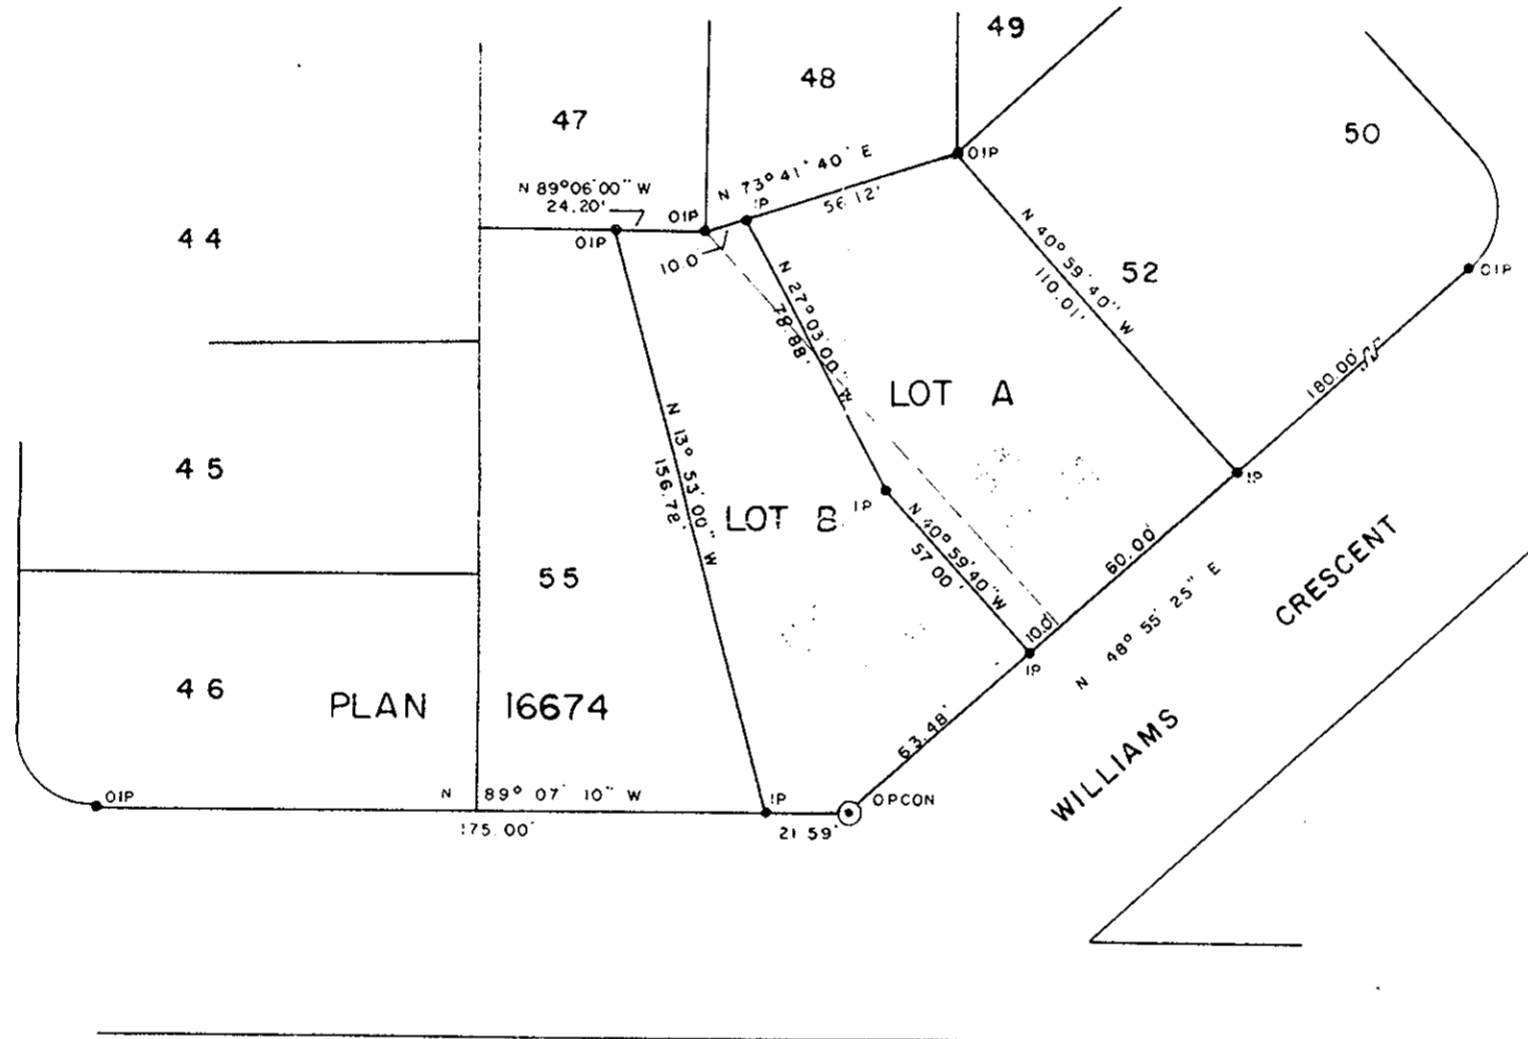 49
48
47
50
N 73° 41' 40" E
56.12'
OIP
N 89°06'00" W
24.20'
OIP
IP
OIP
10.0
44
N 40° 59' 40" W
110.01'
52
OIP
N 27° 03' 00" W
78.88'
180.00'
LOT A
N 13° 53' 00" W
156.78'
45
IP
LOT B
IP
N 40° 59' 40" W
57.00'
60.00'
55
10.0'
IP
N 48° 55' 25" E
WILLIAMS CRESCENT
46
PLAN 16674
63.48'
OIP
N 89° 07' 10" W
IP
OPCON
175.00'
21.59'